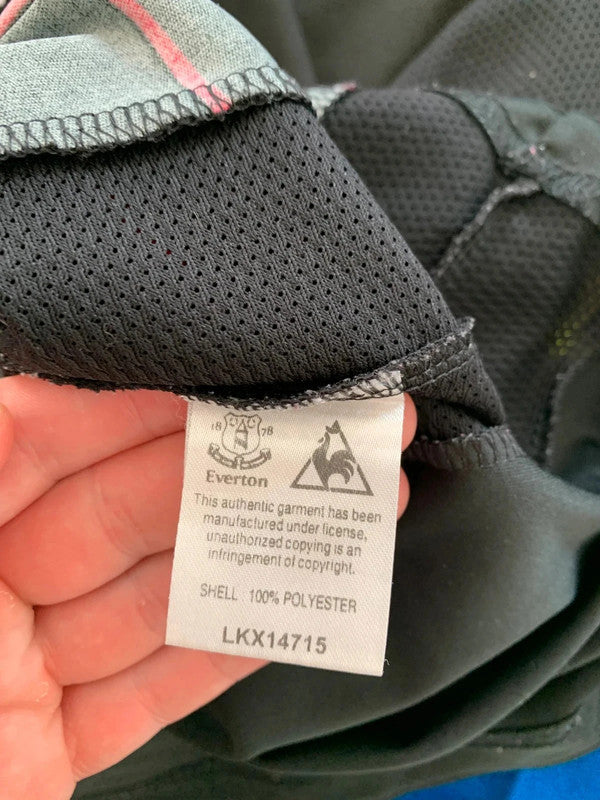 18 78
Everton
This authentic garment has been
manufactured under license,
unauthorized copying is an
infringement of copyright.
SHELL 100% POLYESTER
LKX14715